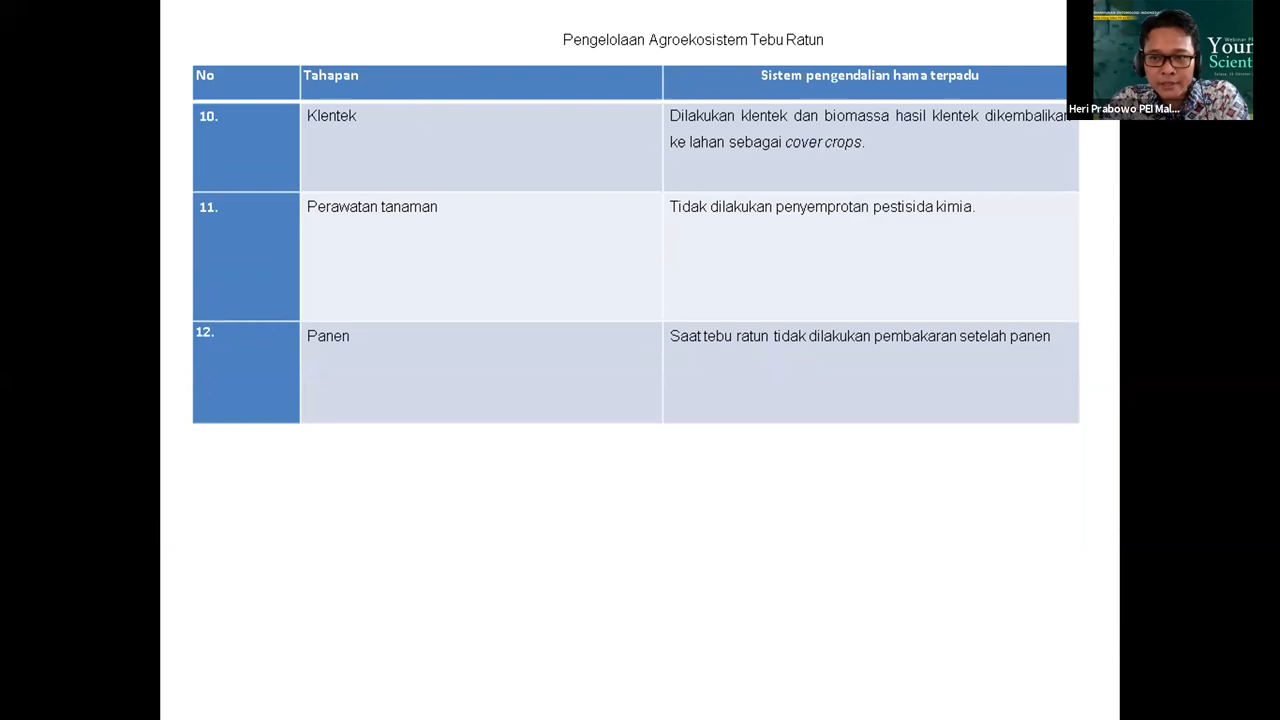 Pengelolaan Agroekosistem Tebu Ratun
No Tahapan Sistem pengendalian hama terpadu
10. Klentek Dilakukan klentek dan biomassa hasil klentek dikembalikan
ke lahan sebagai cover crops.
11. Perawatan tanaman Tidak dilakukan penyemprotan pestisida kimia.
12. Panen Saat tebu ratun tidak dilakukan pembakaran setelah panen
Webinar
Your
Scient
Heri Prabowo PEI Mal...